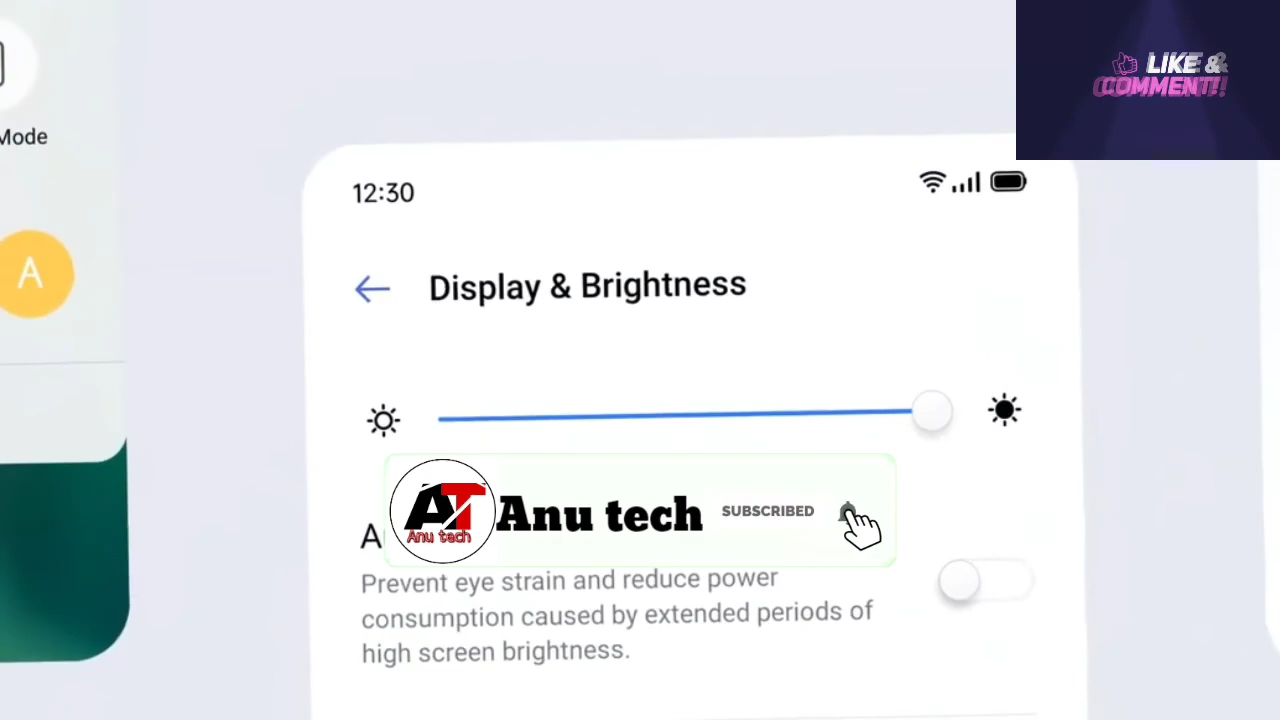 LIKE &
COMMENT!!
Mode
12:30
A
Display & Brightness
AT
Anu tech
Anu tech
SUBSCRIBED
A
Prevent eye strain and reduce power
consumption caused by extended periods of
high screen brightness.